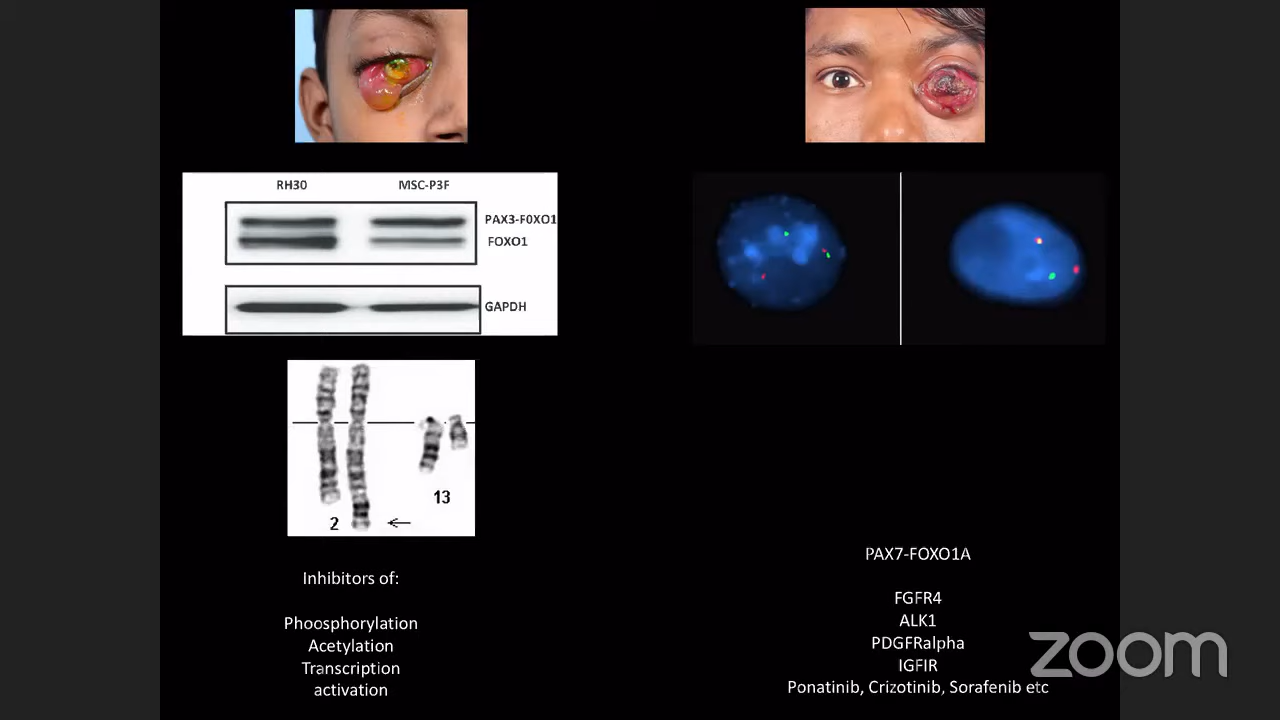 RH30
MSC-P3F
PAX3-F0XO1
FOXO1
GAPDH
2
13
Inhibitors of:
Phoosphorylation
Acetylation
Transcription
activation
PAX7-FOXO1A
FGFR4
ALK1
PDGFRalpha
IGFIR
Ponatinib, Crizotinib, Sorafenib etc
zoom